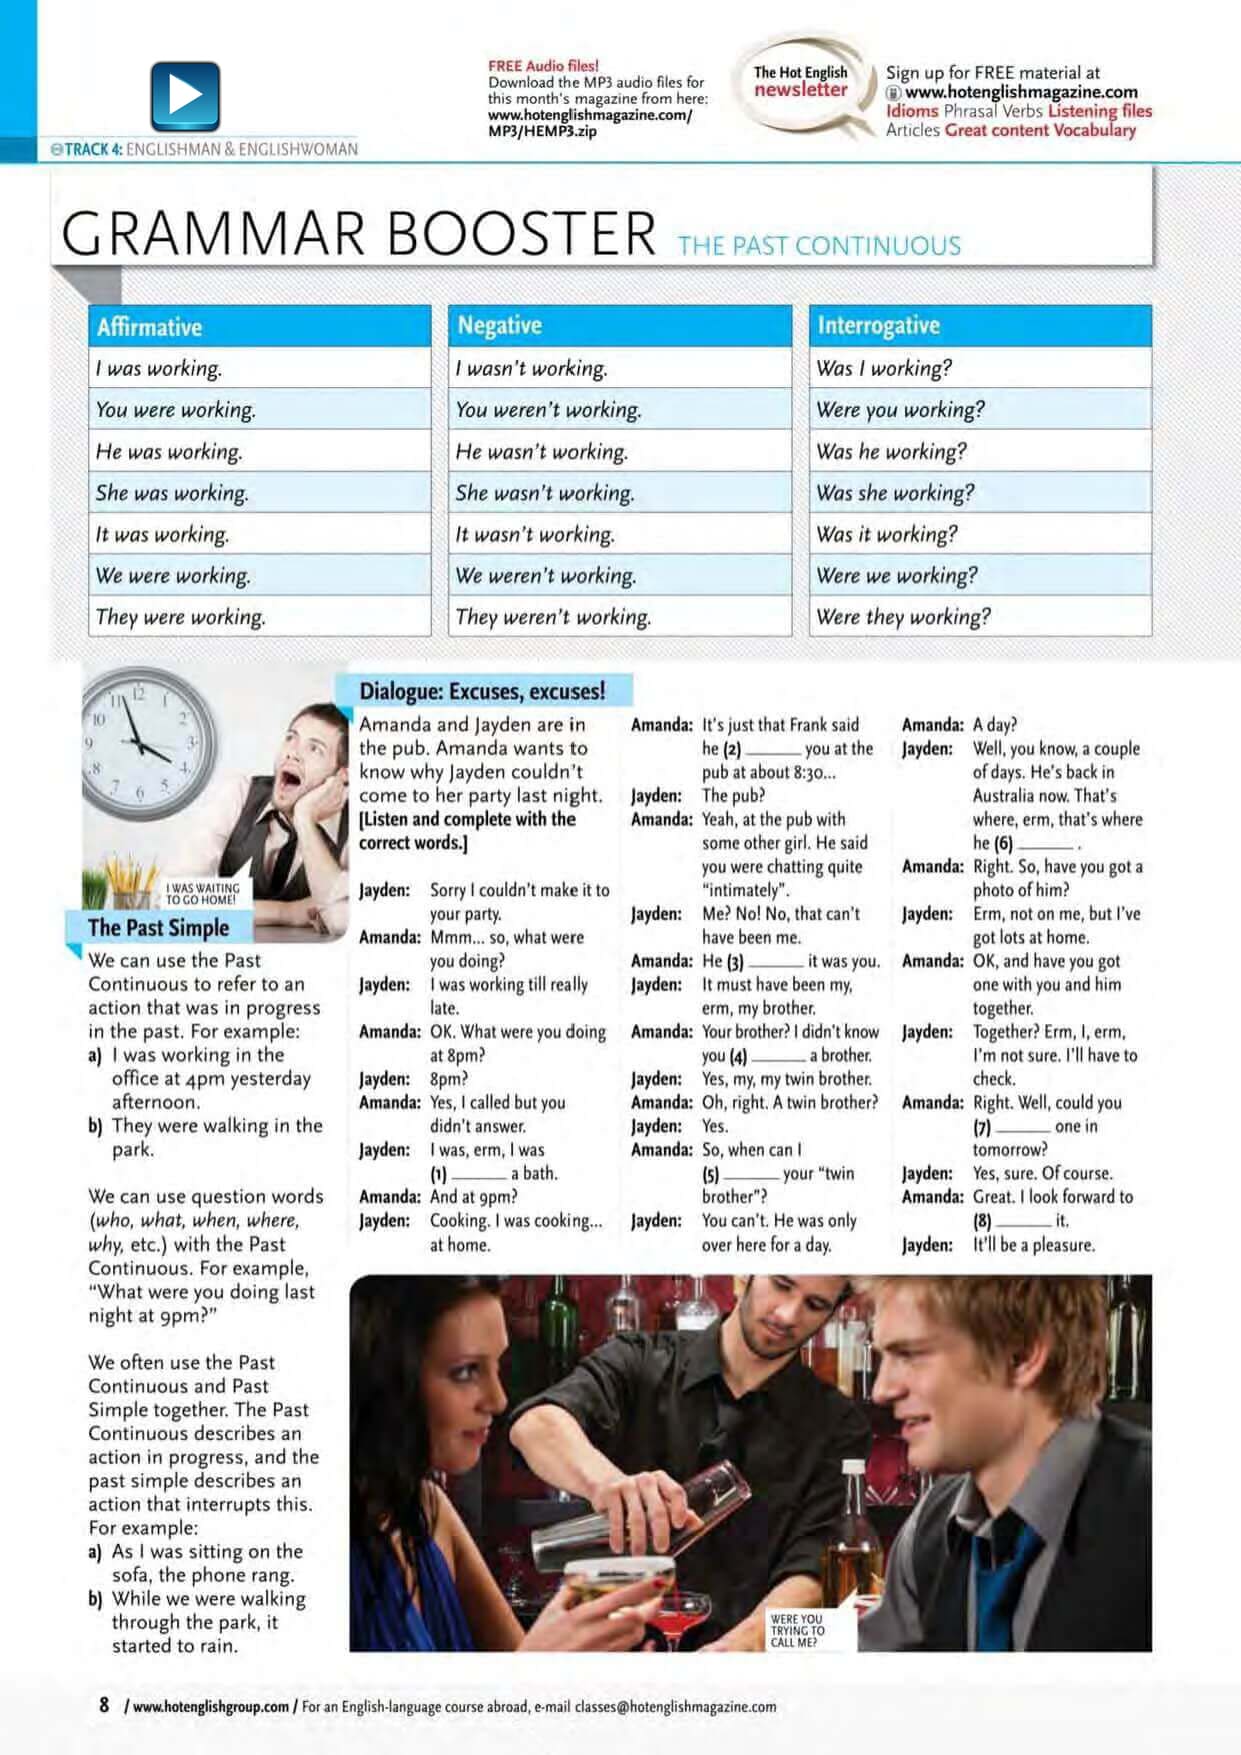 FREE Audio files!
Download the MP3 audio files for
this month's magazine from here:
www.hotenglishmagazine.com/
MP3/HEMP3.zip
The Hot English
newsletter
Sign up for FREE material at
www.hotenglishmagazine.com
Idioms Phrasal Verbs Listening files
Articles Great content Vocabulary
TRACK 4: ENGLISHMAN & ENGLISHWOMAN
GRAMMAR BOOSTER THE PAST CONTINUOUS
Affirmative
I was working.
You were working.
He was working.
She was working.
It was working.
We were working.
They were working.
Negative
I wasn't working.
You weren't working.
He wasn't working.
She wasn't working.
It wasn't working.
We weren't working.
They weren't working.
Interrogative
Was I working?
Were you working?
Was he working?
Was she working?
Was it working?
Were we working?
Were they working?
11 12 1
10 2
9 3
8 4
7 6
I WAS WAITING
TO GO HOME!
The Past Simple
We can use the Past
Continuous to refer to an
action that was in progress
in the past. For example:
a) I was working in the
office at 4pm yesterday
afternoon.
b) They were walking in the
park.
We can use question words
(who, what, when, where,
why, etc.) with the Past
Continuous. For example,
"What were you doing last
night at 9pm?"
We often use the Past
Continuous and Past
Simple together. The Past
Continuous describes an
action in progress, and the
past simple describes an
action that interrupts this.
For example:
a) As I was sitting on the
sofa, the phone rang.
b) While we were walking
through the park, it
started to rain.
Dialogue: Excuses, excuses!
Amanda and Jayden are in
the pub. Amanda wants to
know why Jayden couldn't
come to her party last night.
[Listen and complete with the
correct words.]
Jayden: Sorry I couldn't make it to
your party.
Amanda: Mmm... so, what were
you doing?
Jayden: I was working till really
late.
Amanda: OK. What were you doing
at 8pm?
Jayden: 8pm?
Amanda: Yes, I called but you
didn't answer.
Jayden: I was, erm, I was
(1) ______ a bath.
Amanda: And at 9pm?
Jayden: Cooking. I was cooking...
at home.
Amanda: It's just that Frank said
he (2) ______ you at the
pub at about 8:30...
Jayden: The pub?
Amanda: Yeah, at the pub with
some other girl. He said
you were chatting quite
"intimately".
Jayden: Me? No! No, that can't
have been me.
Amanda: He (3) ______ it was you.
Jayden: It must have been my,
erm, my brother.
Amanda: Your brother? I didn't know
you (4) ______ a brother.
Jayden: Yes, my, my twin brother.
Amanda: Oh, right. A twin brother?
Jayden: Yes.
Amanda: So, when can I
(5) ______ your "twin
brother"?
Jayden: You can't. He was only
over here for a day.
Amanda: A day?
Jayden: Well, you know, a couple
of days. He's back in
Australia now. That's
where, erm, that's where
he (6) ______ .
Amanda: Right. So, have you got a
photo of him?
Jayden: Erm, not on me, but I've
got lots at home.
Amanda: OK, and have you got
one with you and him
together.
Jayden: Together? Erm, I, erm,
I'm not sure. I'll have to
check.
Amanda: Right. Well, could you
(7) ______ one in
tomorrow?
Jayden: Yes, sure. Of course.
Amanda: Great. I look forward to
(8) ______ it.
Jayden: It'll be a pleasure.
WERE YOU
TRYING TO
CALL ME?
8 / www.hotenglishgroup.com / For an English-language course abroad, e-mail classes@hotenglishmagazine.com